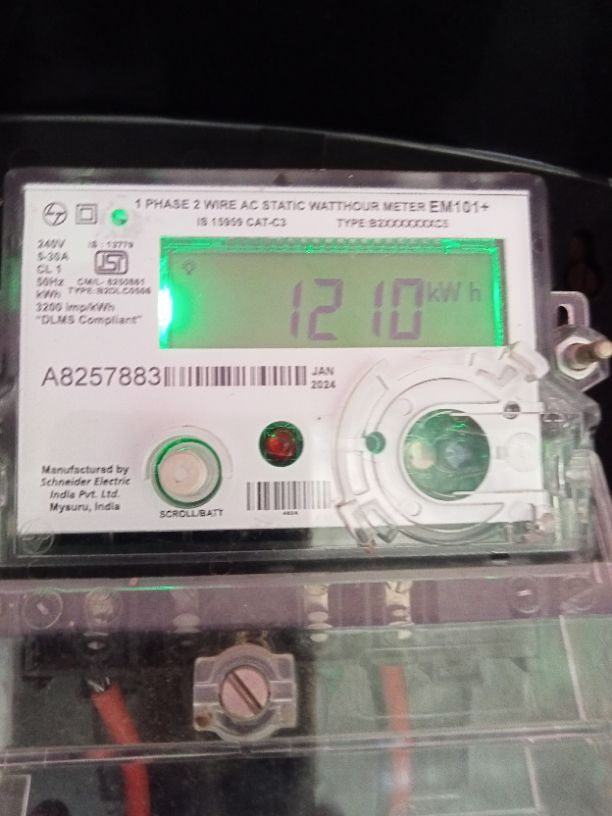 1 PHASE 2 WIRE AC STATIC WATTHOUR METER EM101+
IS 15959 CAT-C3 TYPE:B2XXXXXXXC5
240V
5-30A
CL 1
50Hz
kWh
3200 imp/kWh
"DLMS Compliant"
IS : 13779
CM/L- 8250861
TYPE:B2DLC0506
1210 kWh
A8257883
JAN
2024
Manufactured by
Schneider Electric
India Pvt. Ltd.
Mysuru, India
SCROLL/BATT